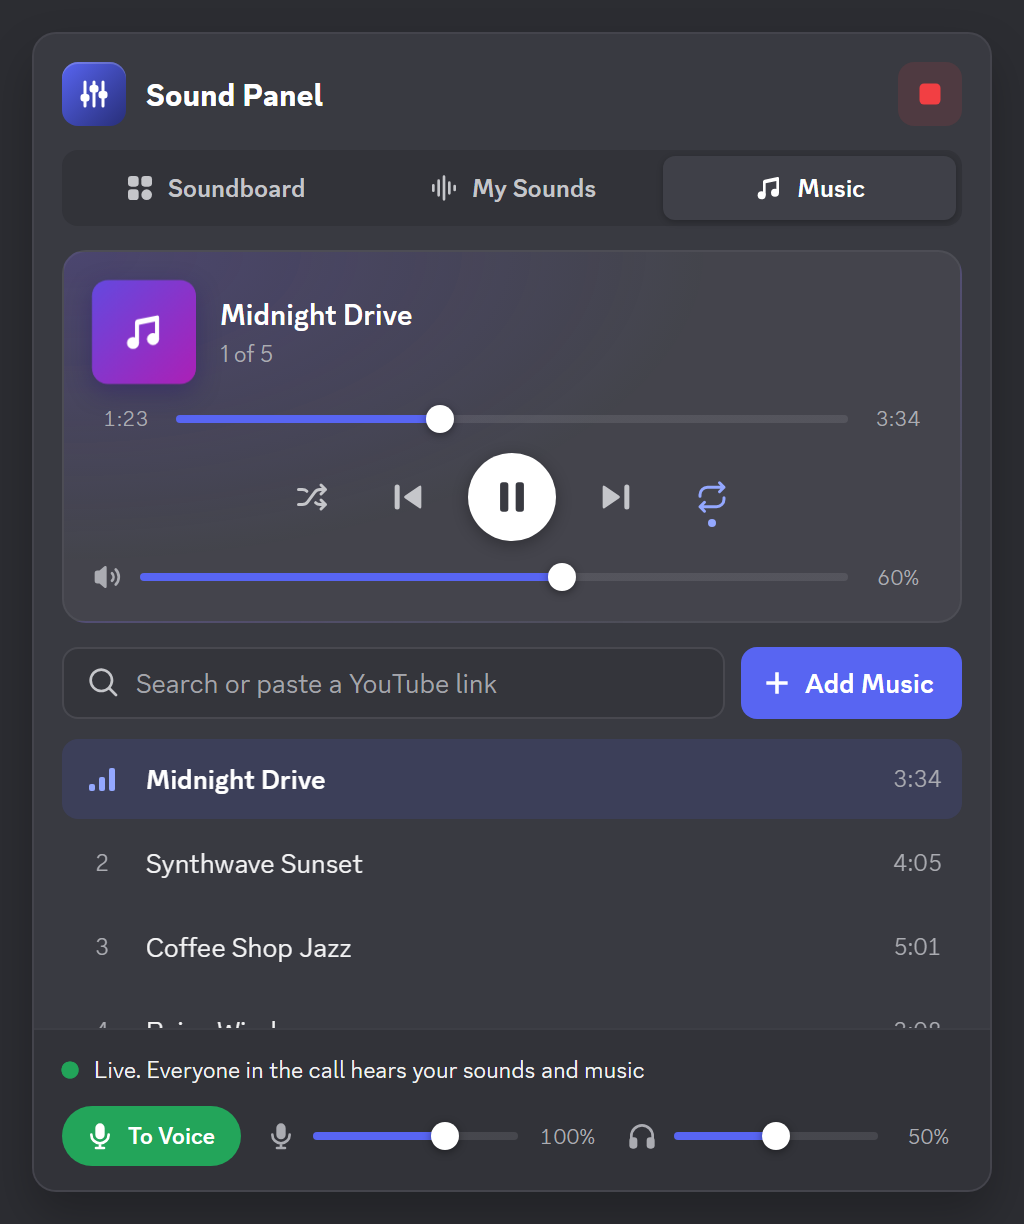 Sound Panel
Soundboard
My Sounds
Music
Midnight Drive
1 of 5
1:23
3:34
60%
Search or paste a YouTube link
Add Music
Midnight Drive 3:34
2 Synthwave Sunset 4:05
3 Coffee Shop Jazz 5:01
Live. Everyone in the call hears your sounds and music
To Voice
100%
50%